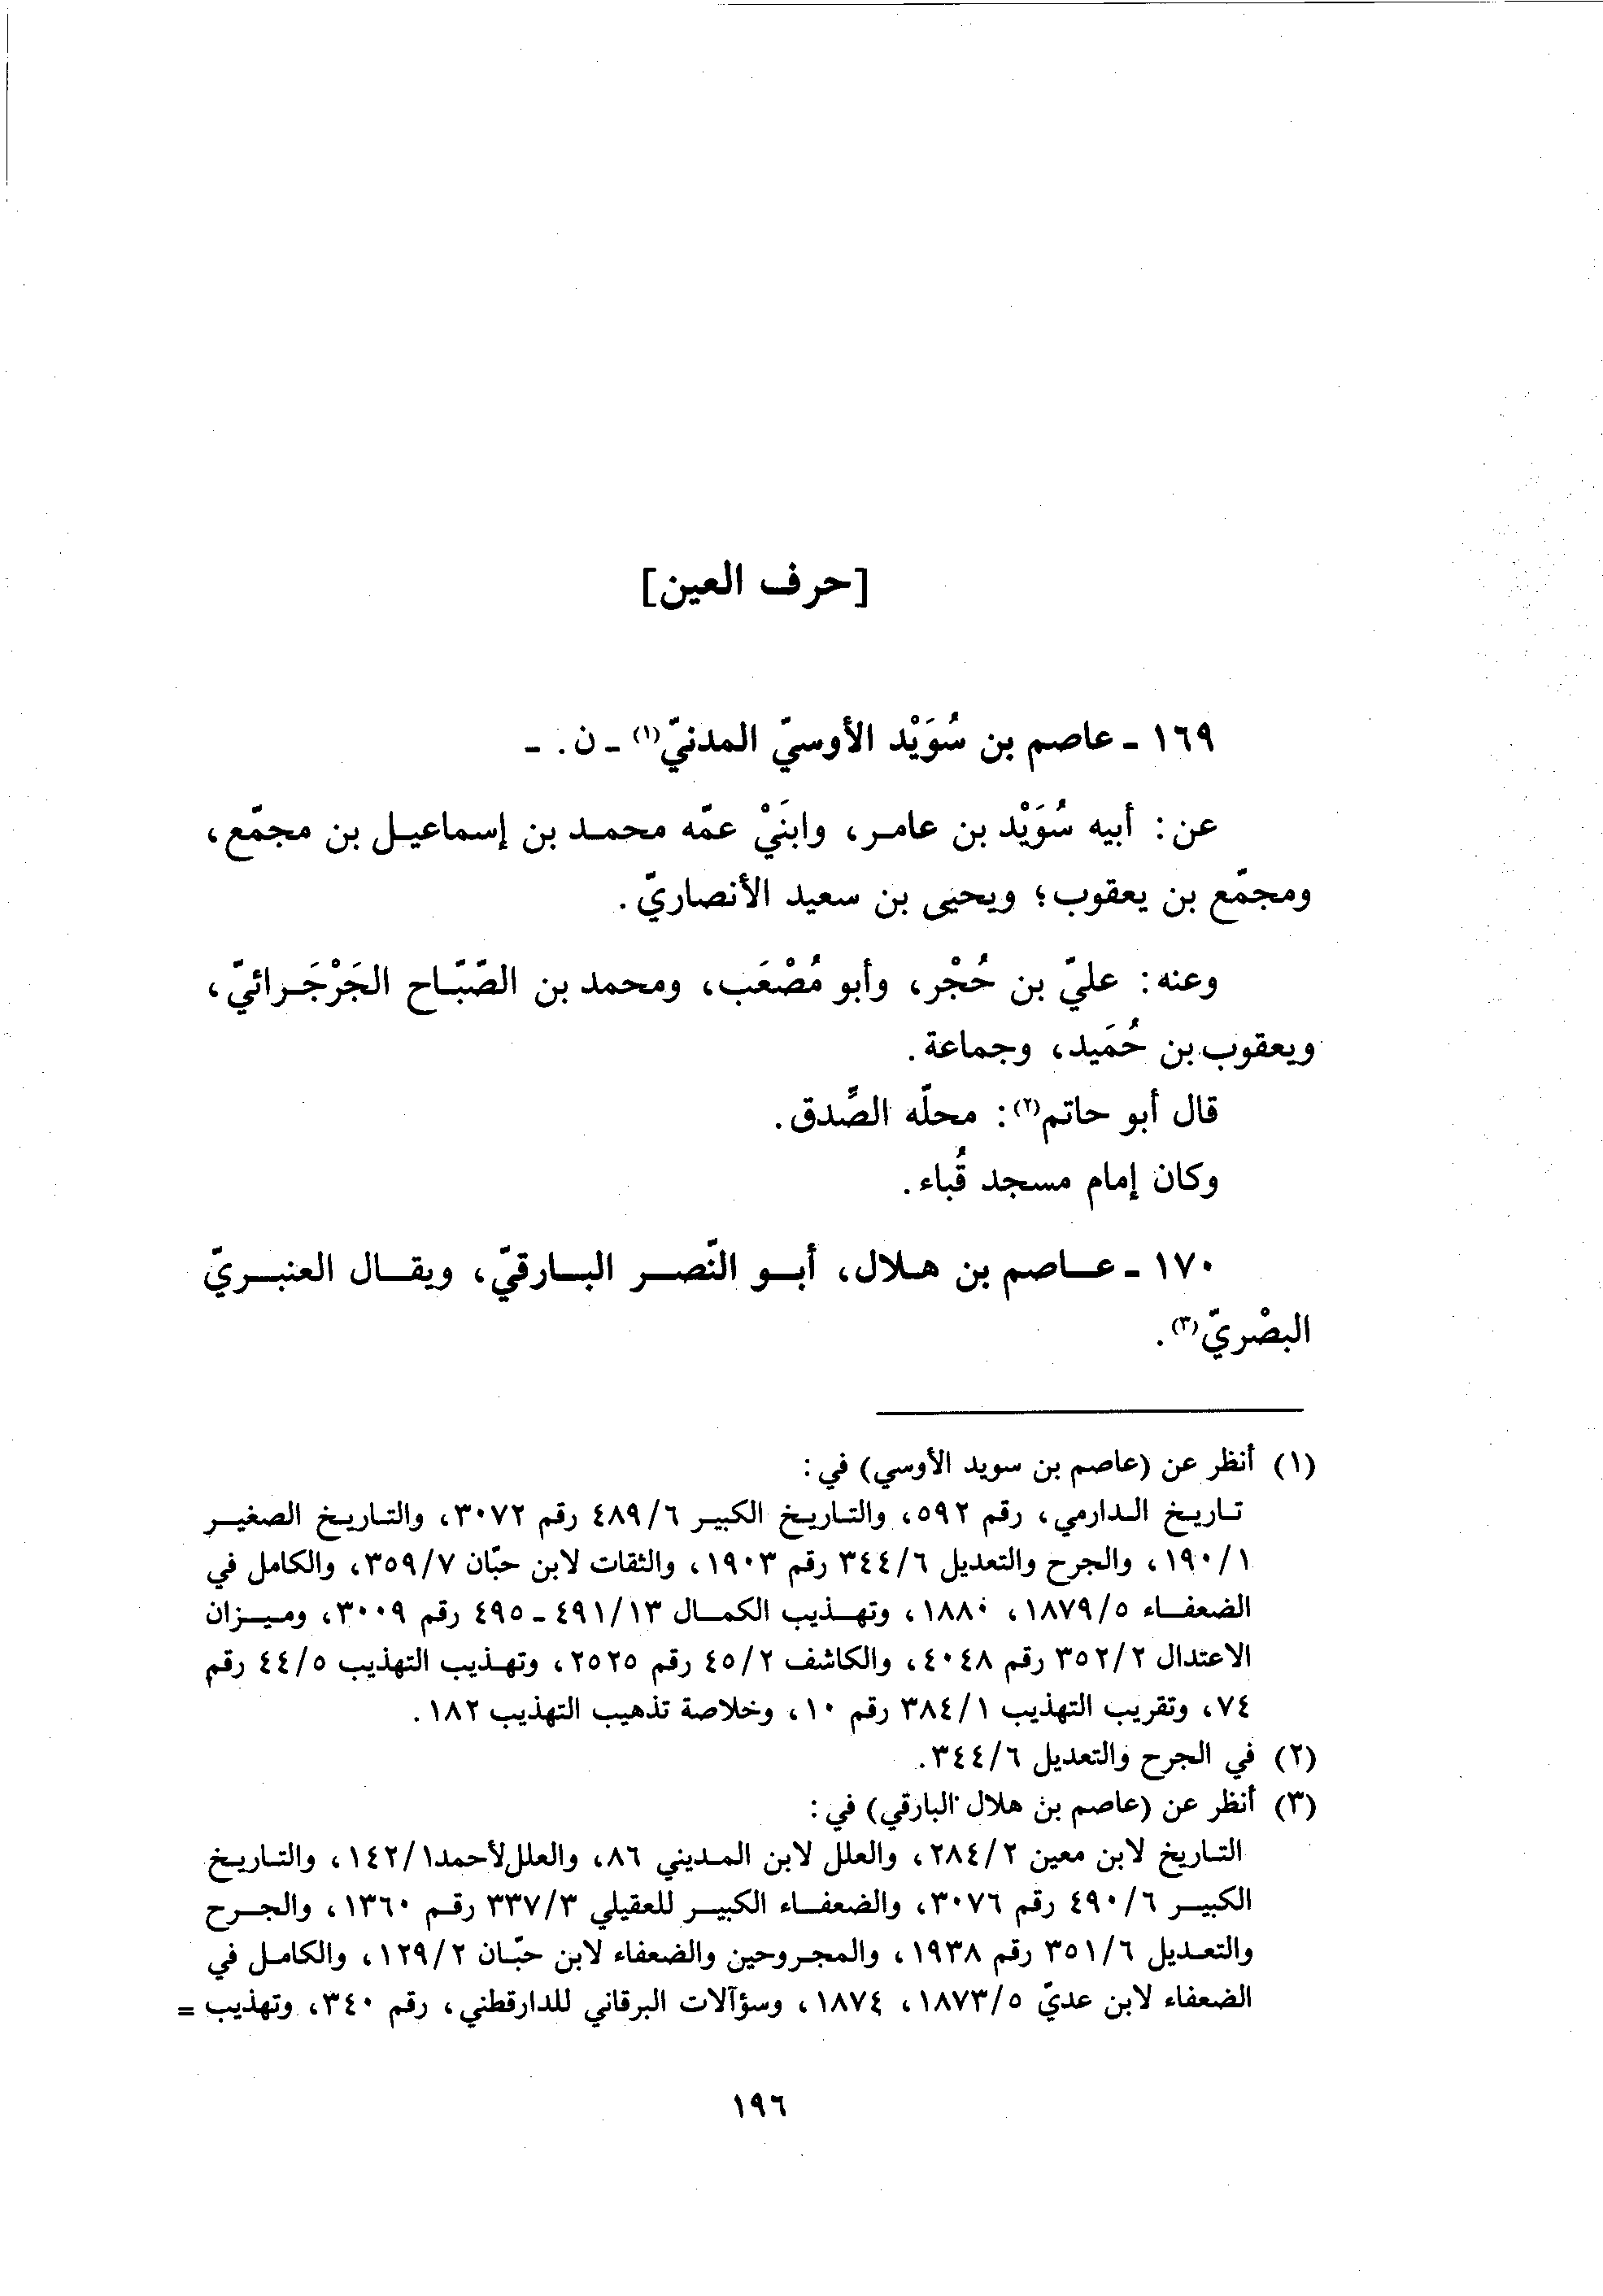 [حرف العين]
١٦٩ ـ عاصم بن سُوَيْد الأوسيّ المدنيّ(١) ـ ن. ـ
عن: أبيه سُوَيْد بن عامر، وابنَيْ عمّه محمد بن إسماعيل بن مجمّع،
ومجمّع بن يعقوب؛ ويحيى بن سعيد الأنصاريّ.
وعنه: عليّ بن حُجْر، وأبو مُصْعَب، ومحمد بن الصّبّاح الجَرْجَرائيّ،
ويعقوب بن حُمَيد، وجماعة.
قال أبو حاتم(٢): محلّه الصِّدق.
وكان إمام مسجد قُباء.
١٧٠ ـ عاصم بن هلال، أبو النّصر البارقيّ، ويقال العنبريّ
البصْريّ(٣).
(١) أنظر عن (عاصم بن سويد الأوسي) في:
تاريخ الدارمي، رقم ٥٩٢، والتاريخ الكبير ٤٨٩/٦ رقم ٣٠٧٢، والتاريخ الصغير
١٩٠/١، والجرح والتعديل ٣٤٤/٦ رقم ١٩٠٣، والثقات لابن حبّان ٣٥٩/٧، والكامل في
الضعفاء ١٨٧٩/٥، ١٨٨٠، وتهذيب الكمال ٤٩١/١٣ ـ ٤٩٥ رقم ٣٠٠٩، وميزان
الاعتدال ٣٥٢/٢ رقم ٤٠٤٨، والكاشف ٤٥/٢ رقم ٢٥٢٥، وتهذيب التهذيب ٤٤/٥ رقم
٧٤، وتقريب التهذيب ٣٨٤/١ رقم ١٠، وخلاصة تذهيب التهذيب ١٨٢.
(٢) في الجرح والتعديل ٣٤٤/٦.
(٣) أنظر عن (عاصم بن هلال البارقي) في:
التاريخ لابن معين ٢٨٤/٢، والعلل لابن المديني ٨٦، والعلل لأحمد ١٤٢/١، والتاريخ
الكبير ٤٩٠/٦ رقم ٣٠٧٦، والضعفاء الكبير للعقيلي ٣٣٧/٣ رقم ١٣٦٠، والجرح
والتعديل ٣٥١/٦ رقم ١٩٣٨، والمجروحين والضعفاء لابن حبّان ١٢٩/٢، والكامل في
الضعفاء لابن عديّ ١٨٧٣/٥، ١٨٧٤، وسؤآلات البرقاني للدارقطني، رقم ٣٤٠، وتهذيب =
١٩٦